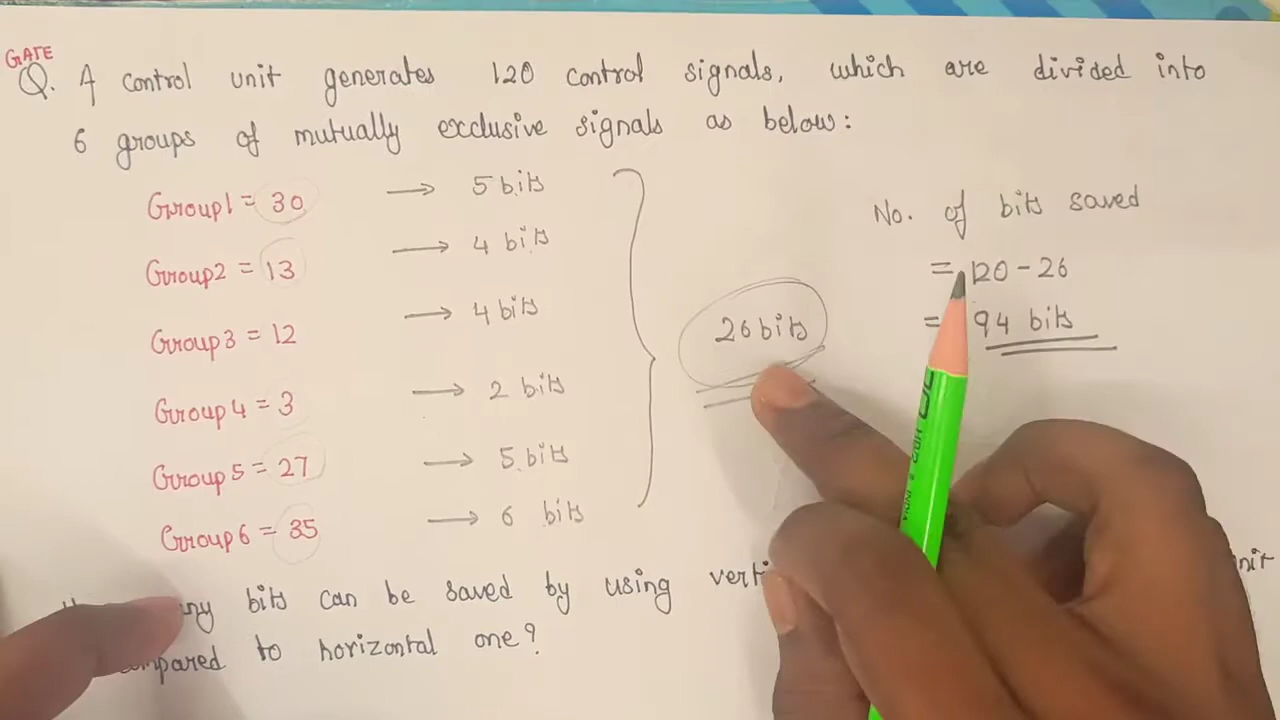 GATE
Q. A control unit generates 120 control signals, which are divided into
6 groups of mutually exclusive signals as below:
Group1 = 30 → 5 bits
Group2 = 13 → 4 bits
Group3 = 12 → 4 bits
Group4 = 3 → 2 bits
Group5 = 27 → 5 bits
Group6 = 35 → 6 bits
26 bits
No. of bits saved
= 120 - 26
= 94 bits
bits can be saved by using
to horizontal one?